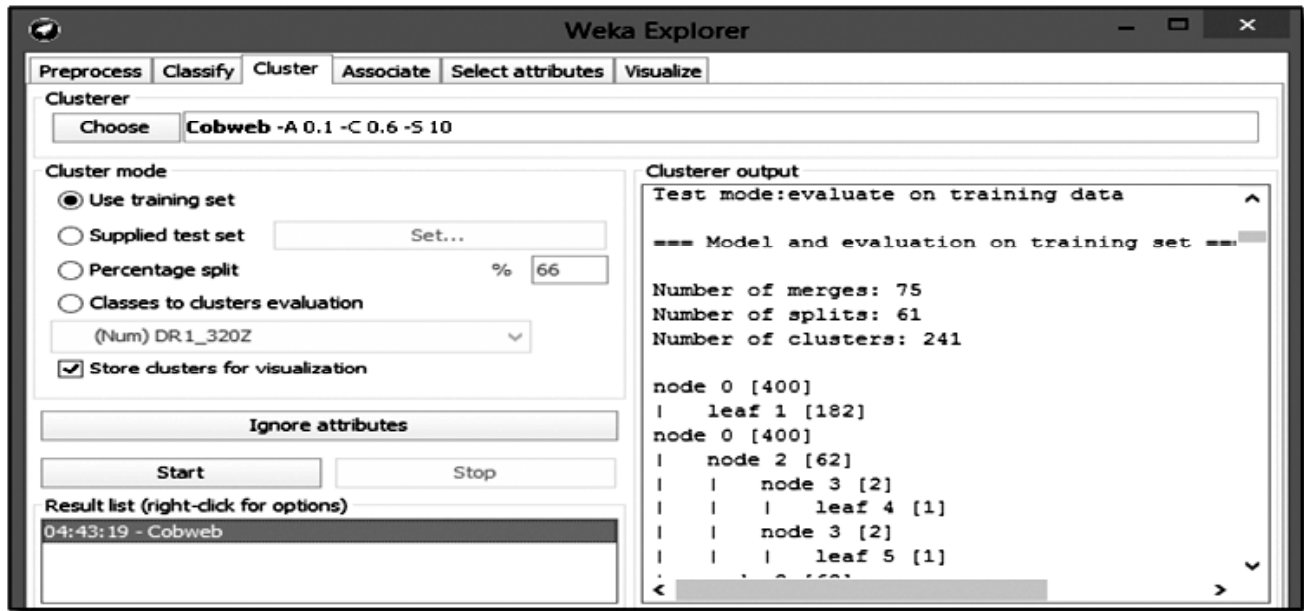 Weka Explorer
Preprocess Classify Cluster Associate Select attributes Visualize
Clusterer
Choose Cobweb -A 0.1 -C 0.6 -S 10
Cluster mode
Use training set
Supplied test set Set...
Percentage split % 66
Classes to clusters evaluation
(Num) DR1_320Z
Store clusters for visualization
Ignore attributes
Start Stop
Result list (right-click for options)
04:43:19 - Cobweb
Clusterer output
Test mode:evaluate on training data
=== Model and evaluation on training set ==
Number of merges: 75
Number of splits: 61
Number of clusters: 241
node 0 [400]
|   leaf 1 [182]
node 0 [400]
|   node 2 [62]
|   |   node 3 [2]
|   |   |   leaf 4 [1]
|   |   node 3 [2]
|   |   |   leaf 5 [1]